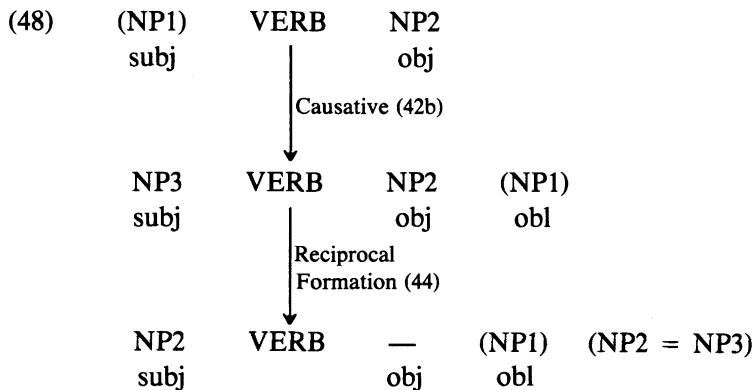 (48) (NP1) VERB NP2
subj obj
Causative (42b)
NP3 VERB NP2 (NP1)
subj obj obl
Reciprocal
Formation (44)
NP2 VERB — (NP1) (NP2 = NP3)
subj obj obl